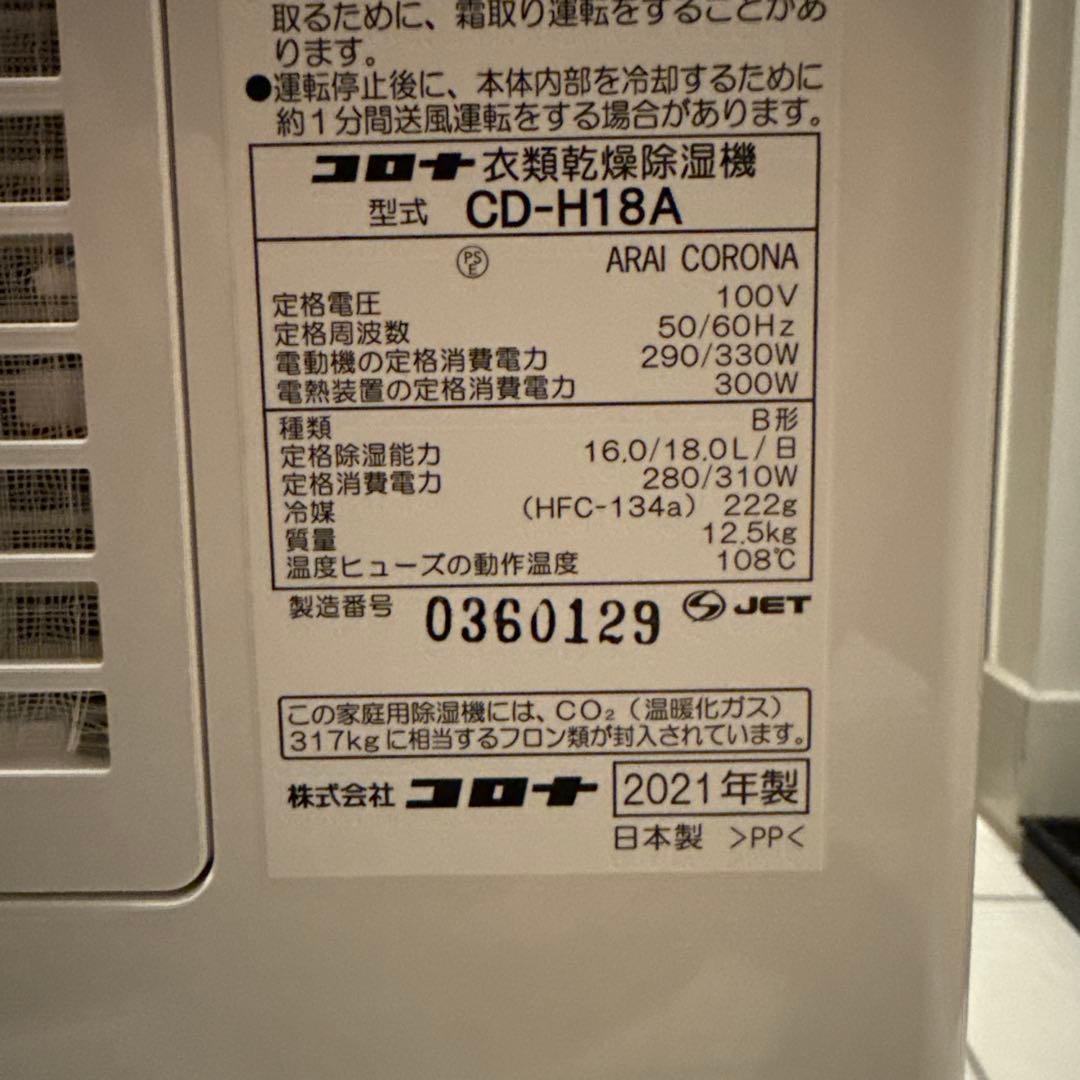 取るために、霜取り運転をすることがあ
ります。
●運転停止後に、本体内部を冷却するために
約1分間送風運転をする場合があります。
コロナ 衣類乾燥除湿機
型式 CD-H18A
PSE ARAI CORONA
定格電圧 100V
定格周波数 50/60Hz
電動機の定格消費電力 290/330W
電熱装置の定格消費電力 300W
種類 B形
定格除湿能力 16.0/18.0L/日
定格消費電力 280/310W
冷媒 (HFC-134a) 222g
質量 12.5kg
温度ヒューズの動作温度 108℃
製造番号 0360129 JET
この家庭用除湿機には、CO₂(温暖化ガス)
317kgに相当するフロン類が封入されています。
株式会社 コロナ 2021年製
日本製 >PP<